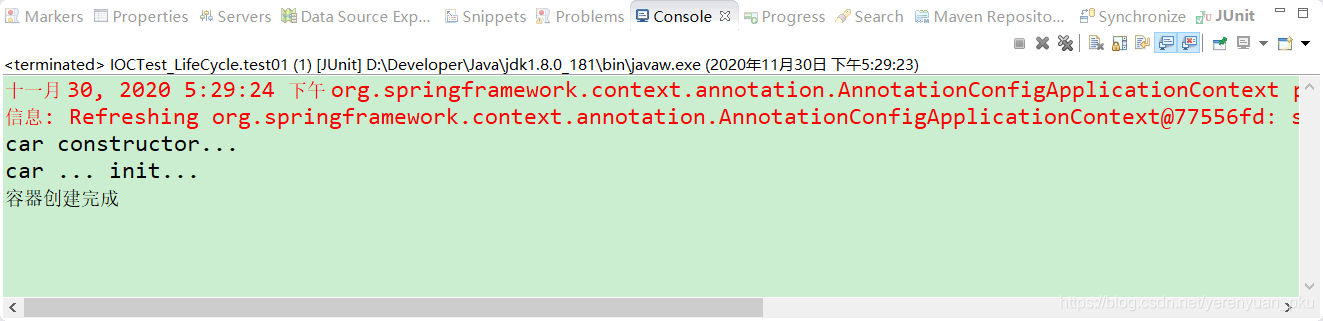 Markers Properties Servers Data Source Exp... Snippets Problems Console Progress Search Maven Reposito... Synchronize JUnit
<terminated> IOCTest_LifeCycle.test01 (1) [JUnit] D:\Developer\Java\jdk1.8.0_181\bin\javaw.exe (2020年11月30日 下午5:29:23)
十一月 30, 2020 5:29:24 下午 org.springframework.context.annotation.AnnotationConfigApplicationContext p
信息: Refreshing org.springframework.context.annotation.AnnotationConfigApplicationContext@77556fd: s
car constructor...
car ... init...
容器创建完成
https://blog.csdn.net/yerenyuan_pku